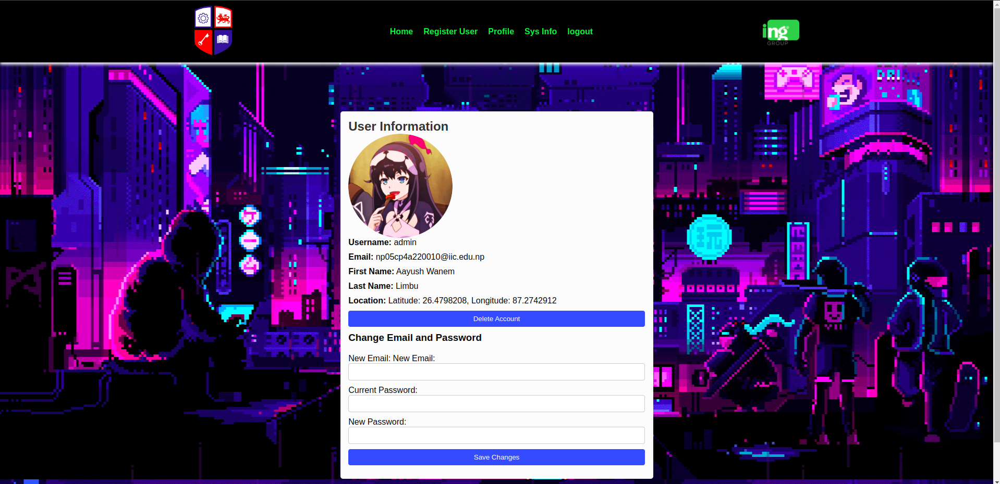 Home Register User Profile Sys Info logout
ing
GROUP
User Information
Username: admin
Email: np05cp4a220010@iic.edu.np
First Name: Aayush Wanem
Last Name: Limbu
Location: Latitude: 26.4798208, Longitude: 87.2742912
Delete Account
Change Email and Password
New Email: New Email:
Current Password:
New Password:
Save Changes